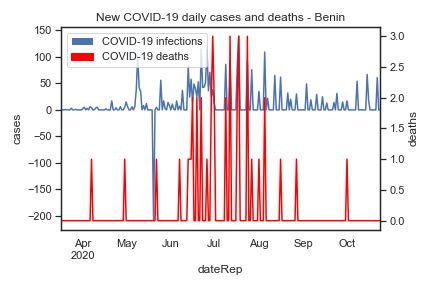 New COVID-19 daily cases and deaths - Benin
COVID-19 infections
COVID-19 deaths
150
100
50
0
−50
−100
−150
−200
cases
3.0
2.5
2.0
1.5
1.0
0.5
0.0
deaths
Apr May Jun Jul Aug Sep Oct
2020
dateRep